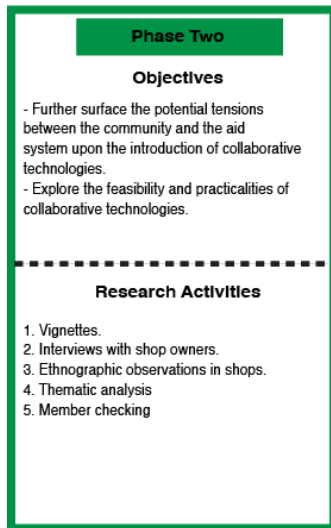 Phase Two
Objectives
- Further surface the potential tensions
between the community and the aid
system upon the introduction of collaborative
technologies.
- Explore the feasibility and practicalities of
collaborative technologies.
Research Activities
1. Vignettes.
2. Interviews with shop owners.
3. Ethnographic observations in shops.
4. Thematic analysis
5. Member checking